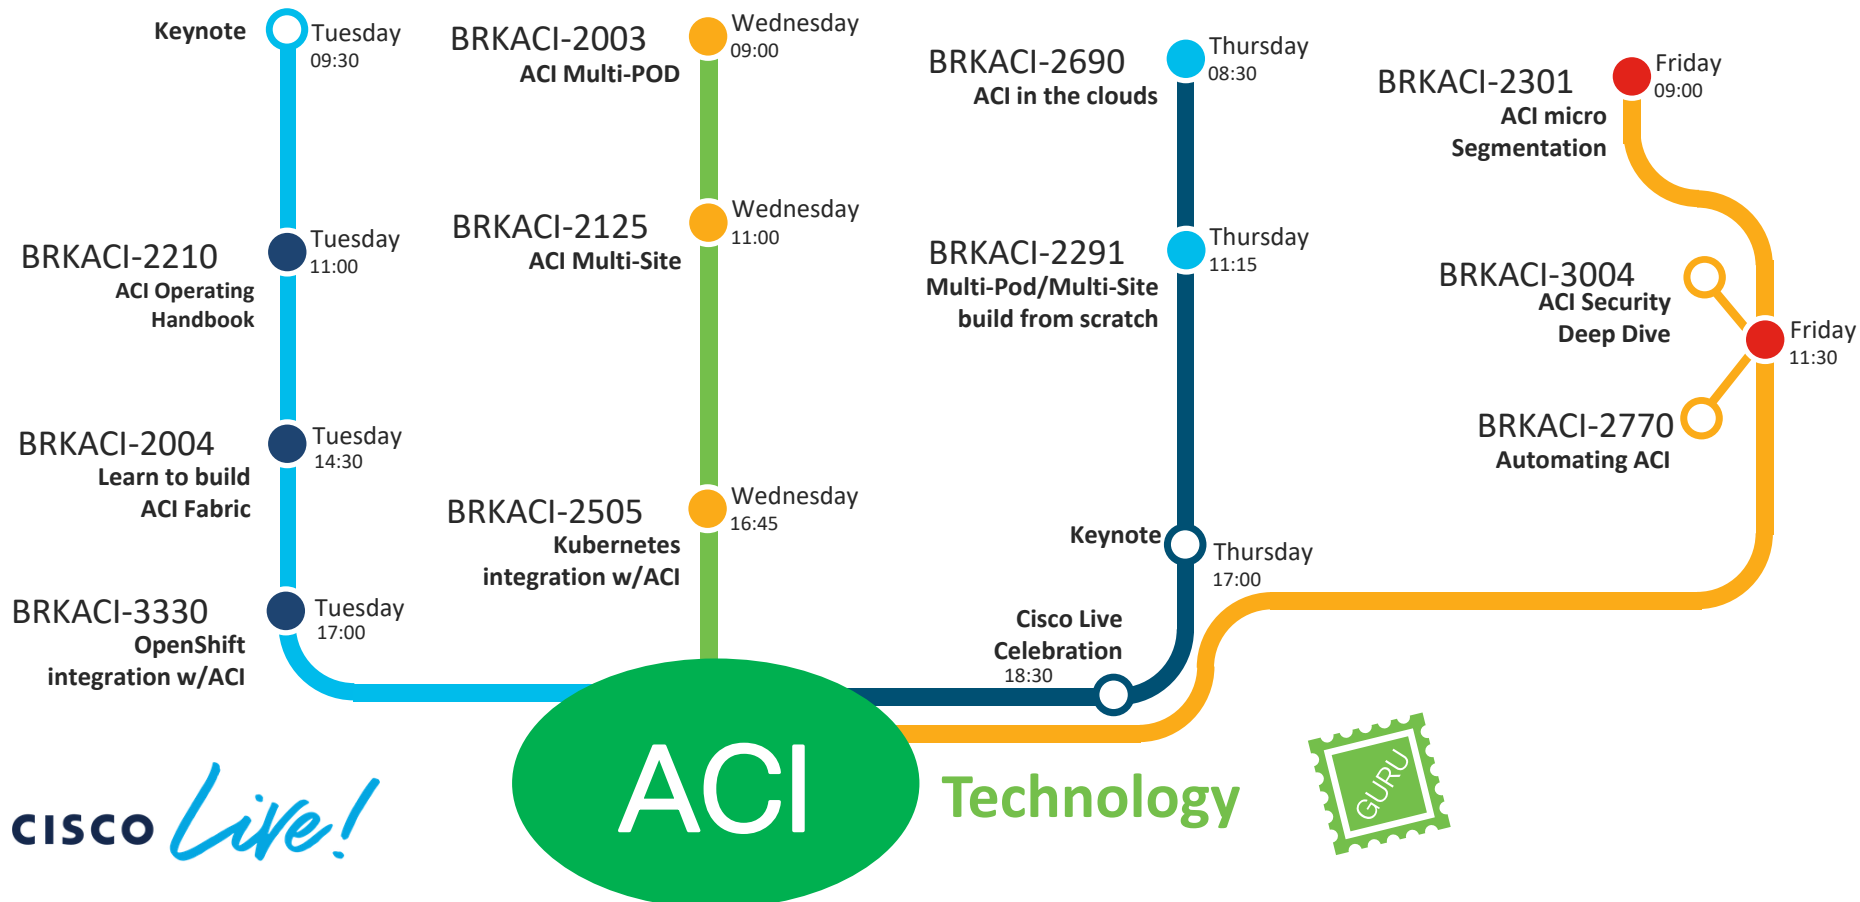 Keynote
Tuesday
09:30
BRKACI-2210
ACI Operating
Handbook
Tuesday
11:00
BRKACI-2004
Learn to build
ACI Fabric
Tuesday
14:30
BRKACI-3330
OpenShift
integration w/ACI
Tuesday
17:00
BRKACI-2003
ACI Multi-POD
Wednesday
09:00
BRKACI-2125
ACI Multi-Site
Wednesday
11:00
BRKACI-2505
Kubernetes
integration w/ACI
Wednesday
16:45
BRKACI-2690
ACI in the clouds
Thursday
08:30
BRKACI-2291
Multi-Pod/Multi-Site
build from scratch
Thursday
11:15
Keynote
Thursday
17:00
Cisco Live
Celebration
18:30
BRKACI-2301
ACI micro
Segmentation
Friday
09:00
BRKACI-3004
ACI Security
Deep Dive
Friday
11:30
BRKACI-2770
Automating ACI
CISCO Live!
ACI
Technology
GURU